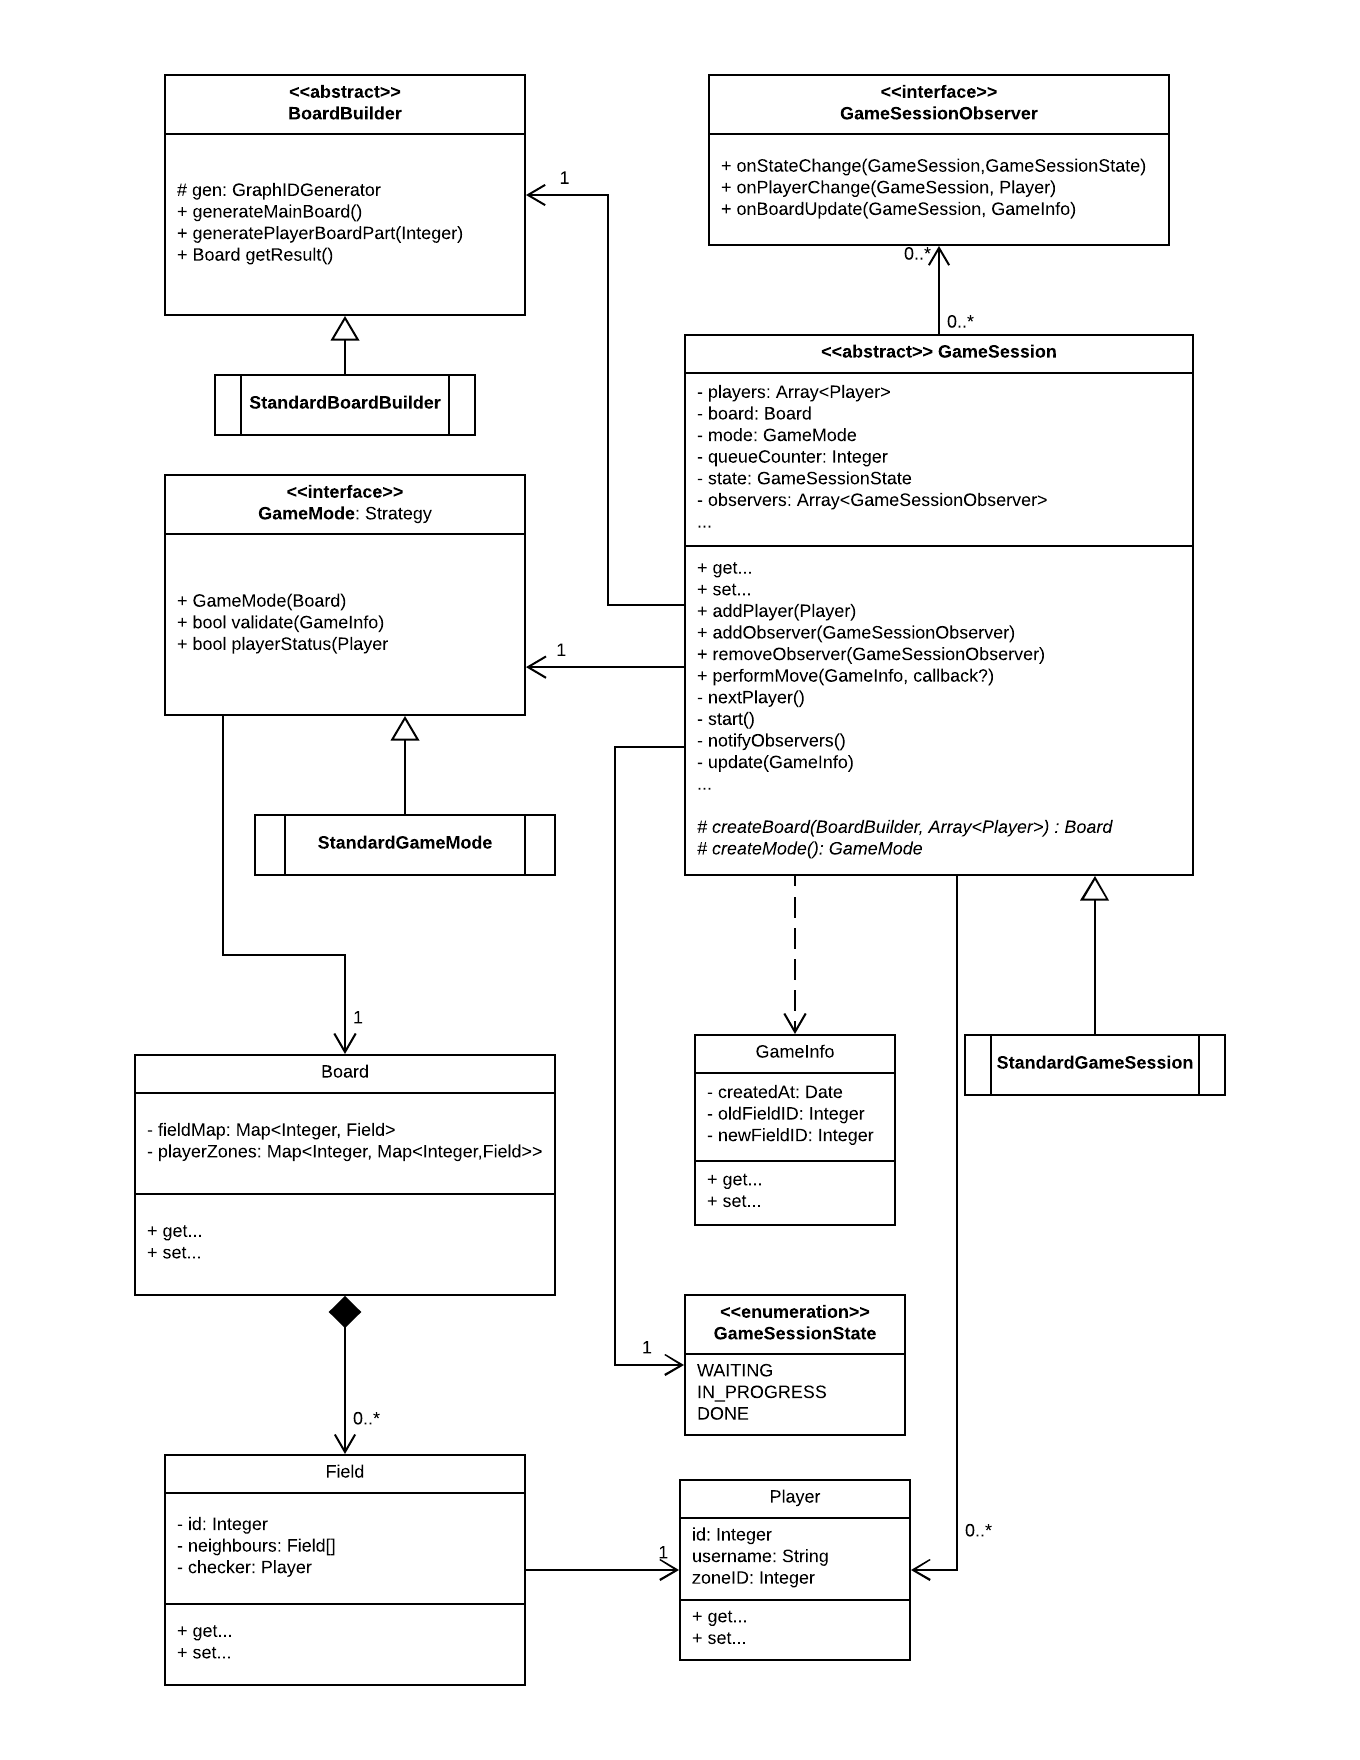 <<abstract>>
BoardBuilder
# gen: GraphIDGenerator
+ generateMainBoard()
+ generatePlayerBoardPart(Integer)
+ Board getResult()
1
<<interface>>
GameSessionObserver
+ onStateChange(GameSession,GameSessionState)
+ onPlayerChange(GameSession, Player)
+ onBoardUpdate(GameSession, GameInfo)
0..*
0..*
StandardBoardBuilder
<<abstract>> GameSession
- players: Array<Player>
- board: Board
- mode: GameMode
- queueCounter: Integer
- state: GameSessionState
- observers: Array<GameSessionObserver>
...
+ get...
+ set...
+ addPlayer(Player)
+ addObserver(GameSessionObserver)
+ removeObserver(GameSessionObserver)
+ performMove(GameInfo, callback?)
- nextPlayer()
- start()
- notifyObservers()
- update(GameInfo)
...
# createBoard(BoardBuilder, Array<Player>) : Board
# createMode(): GameMode
<<interface>>
GameMode: Strategy
+ GameMode(Board)
+ bool validate(GameInfo)
+ bool playerStatus(Player
1
StandardGameMode
1
Board
- fieldMap: Map<Integer, Field>
- playerZones: Map<Integer, Map<Integer,Field>>
+ get...
+ set...
GameInfo
- createdAt: Date
- oldFieldID: Integer
- newFieldID: Integer
+ get...
+ set...
StandardGameSession
1
<<enumeration>>
GameSessionState
WAITING
IN_PROGRESS
DONE
0..*
Field
- id: Integer
- neighbours: Field[]
- checker: Player
+ get...
+ set...
1
Player
id: Integer
username: String
zoneID: Integer
+ get...
+ set...
0..*